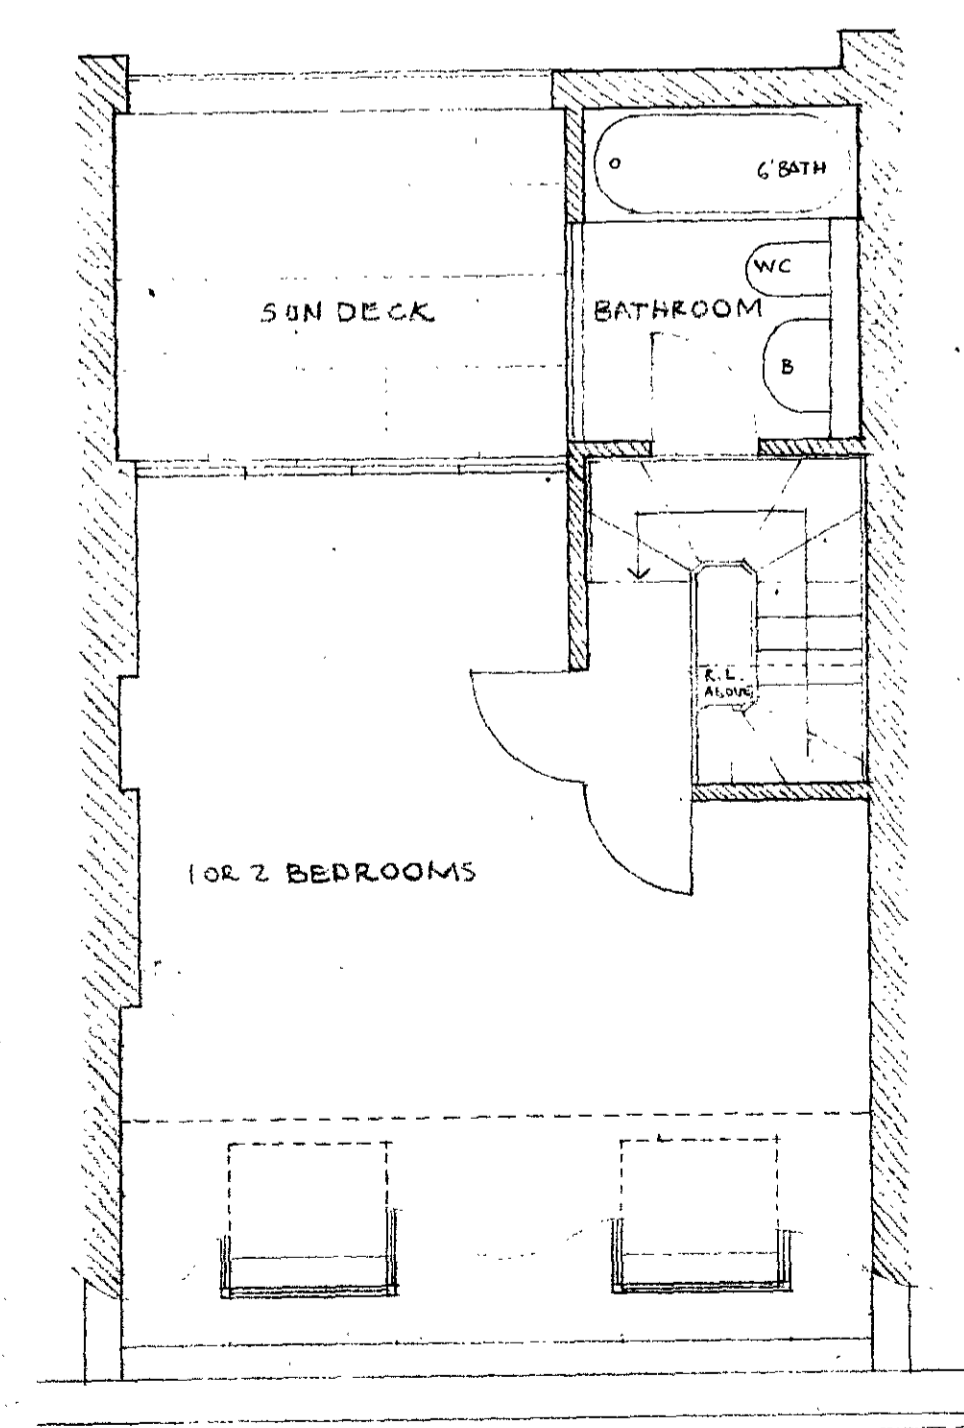 6' BATH
WC
SUN DECK
BATHROOM
B
R.L.
ABOVE
1 OR 2 BEDROOMS